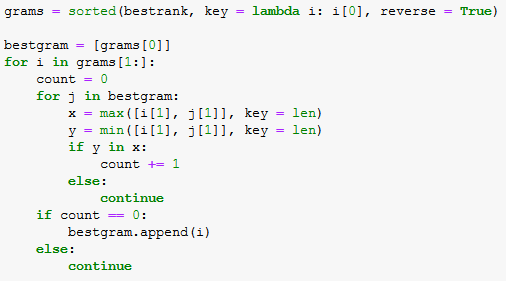 grams = sorted(bestrank, key = lambda i: i[0], reverse = True)
bestgram = [grams[0]]
for i in grams[1:]:
    count = 0
    for j in bestgram:
        x = max([i[1], j[1]], key = len)
        y = min([i[1], j[1]], key = len)
        if y in x:
            count += 1
        else:
            continue
    if count == 0:
        bestgram.append(i)
    else:
        continue